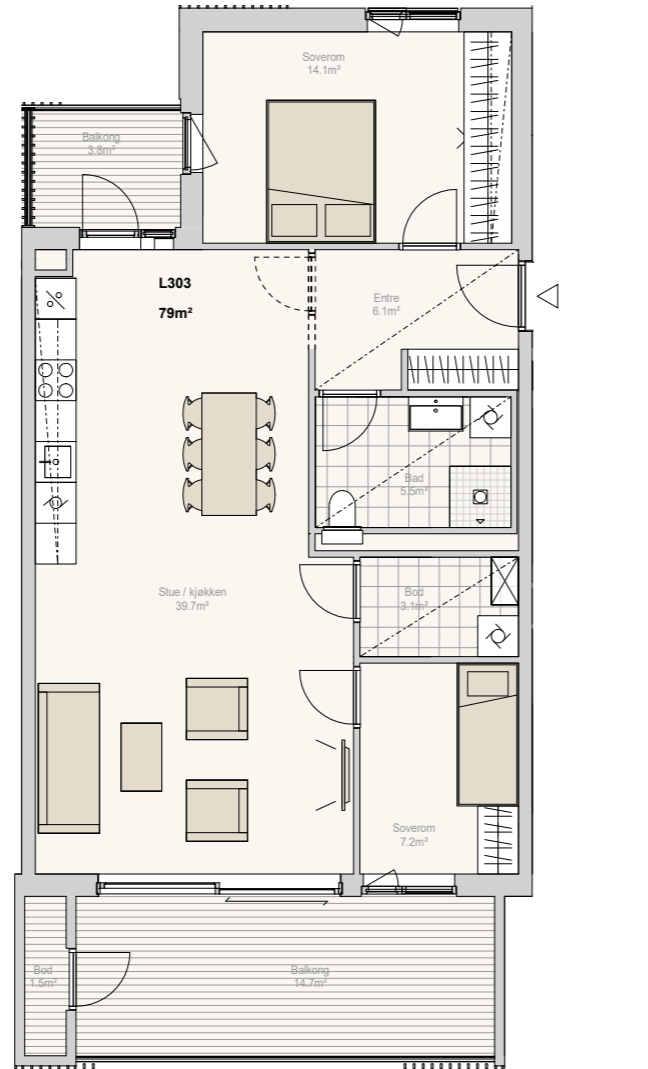 Soverom
14.1m²
Balkong
3.8m²
L303
79m²
Entre
6.1m²
Bad
5.5m²
Stue / kjøkken
39.7m²
Bod
3.1m²
Soverom
7.2m²
Bod
1.5m²
Balkong
14.7m²